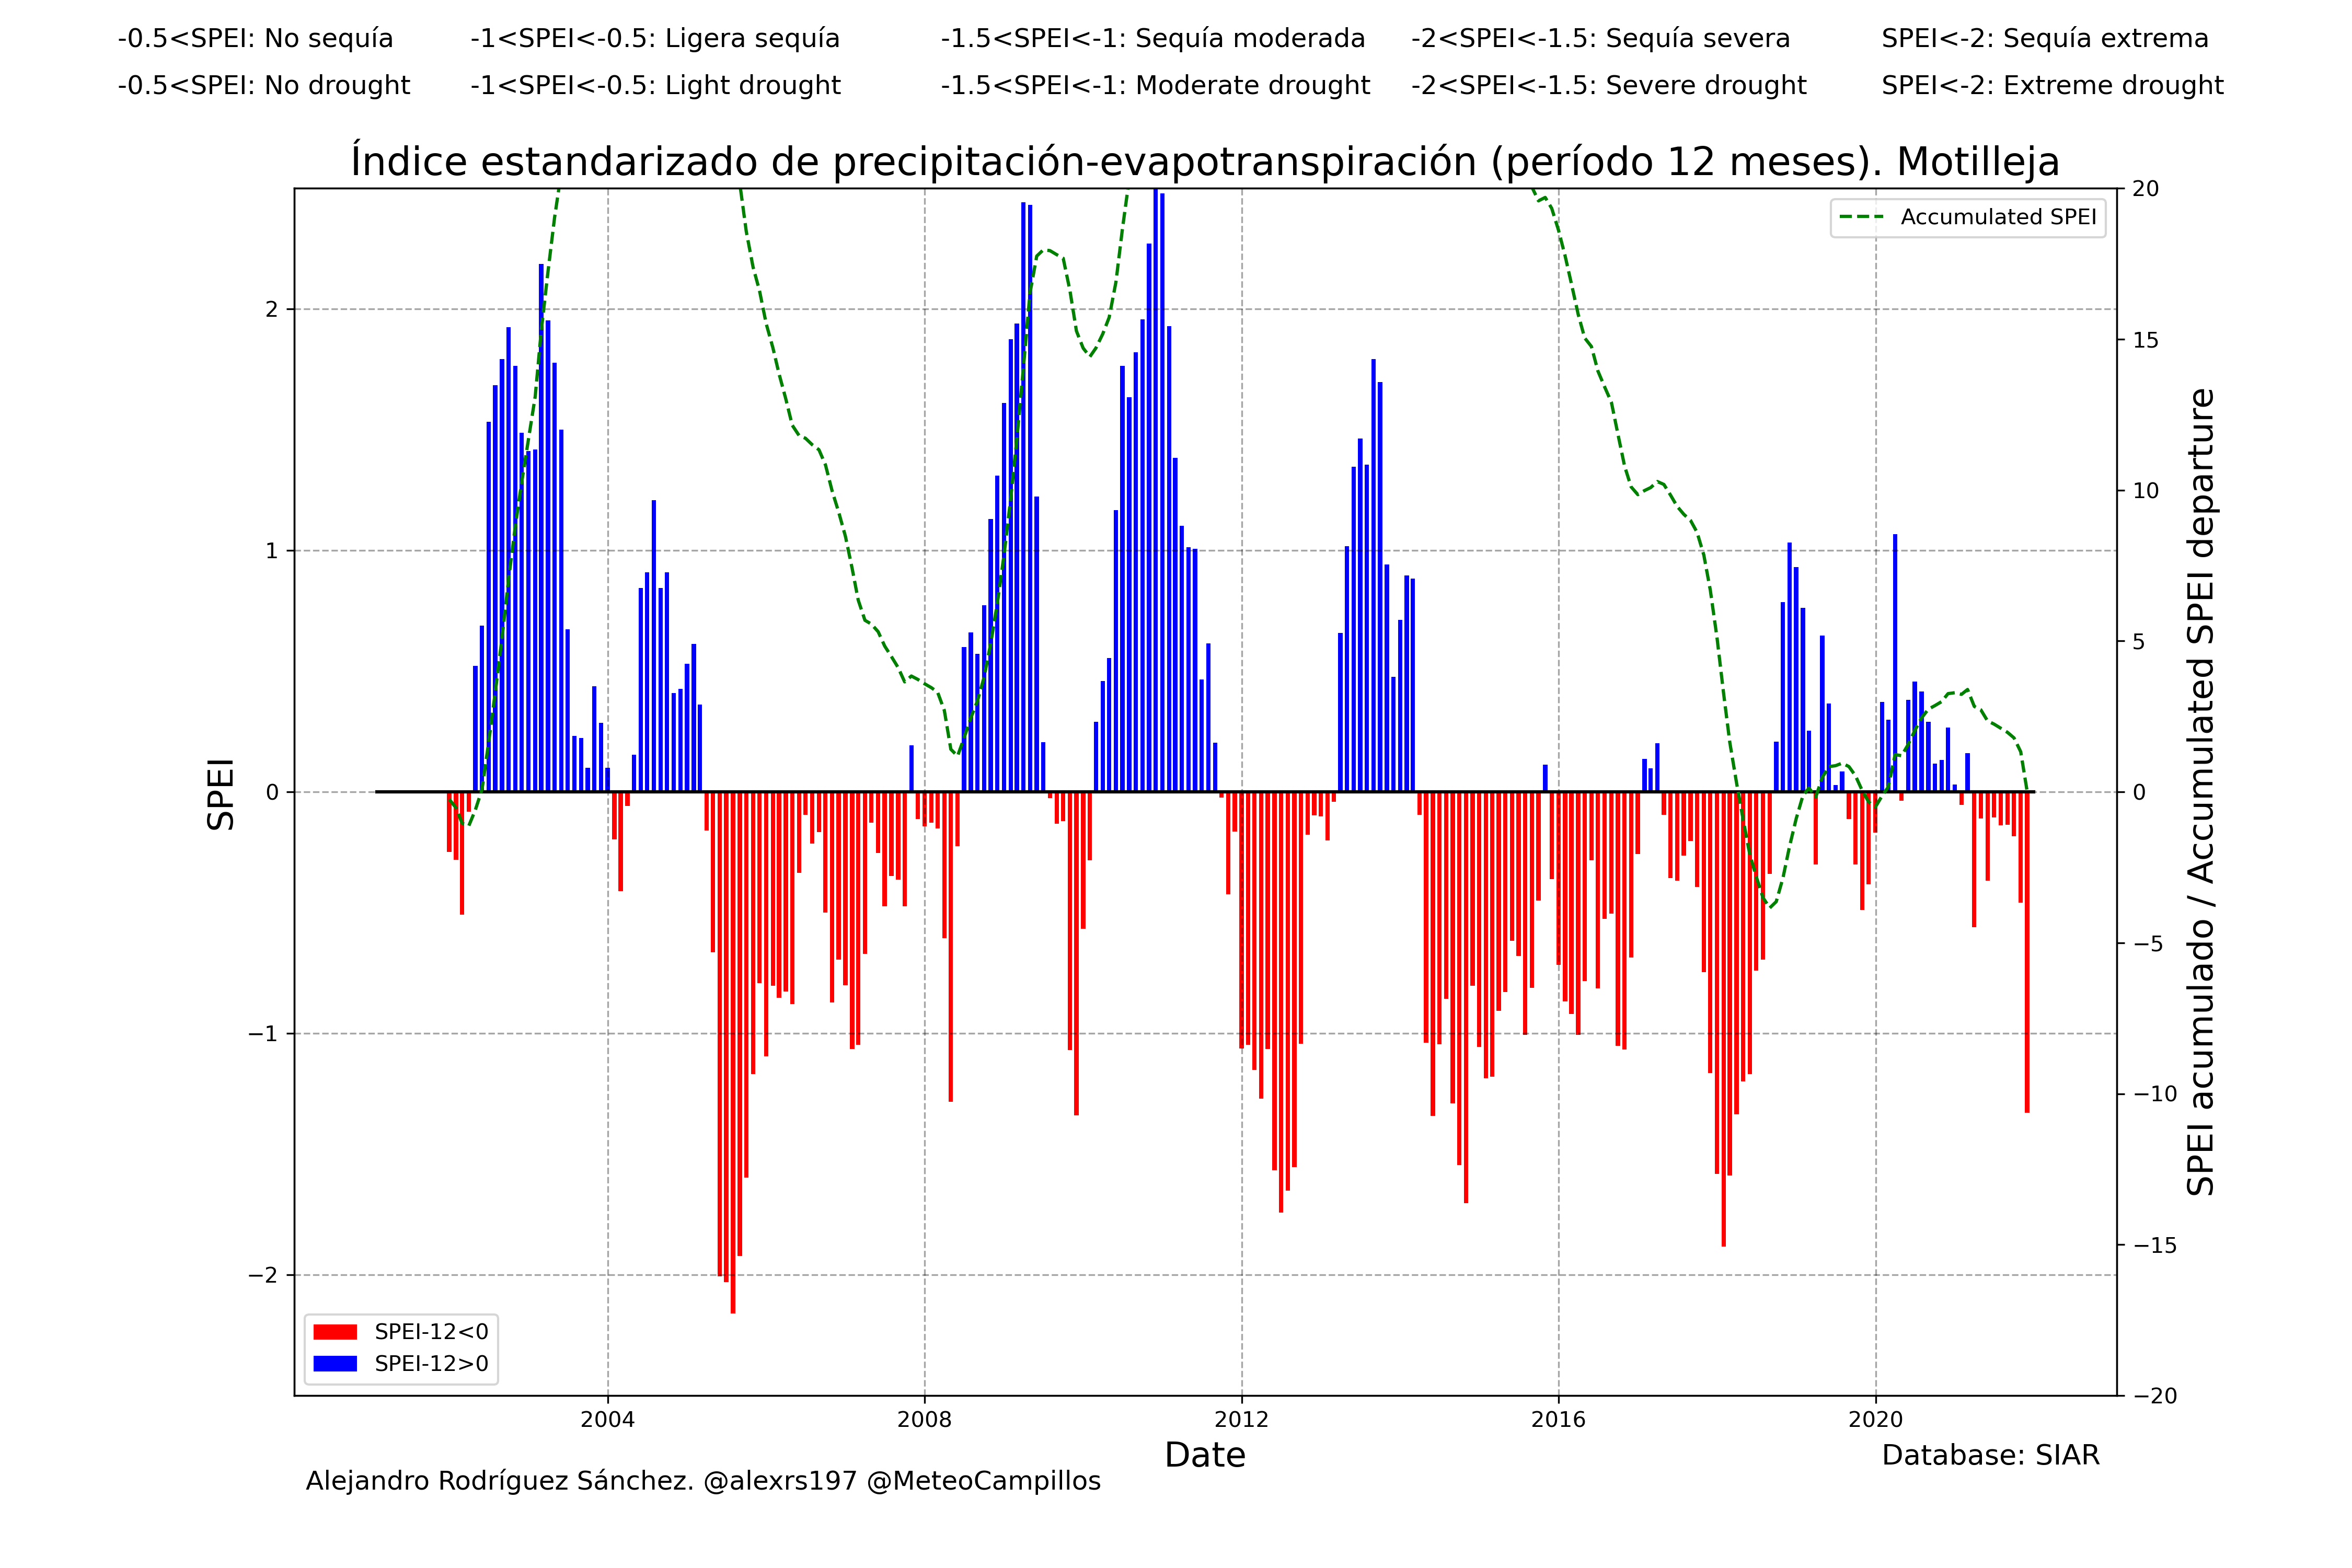 -0.5<SPEI: No sequía -1<SPEI<-0.5: Ligera sequía -1.5<SPEI<-1: Sequía moderada -2<SPEI<-1.5: Sequía severa SPEI<-2: Sequía extrema
-0.5<SPEI: No drought -1<SPEI<-0.5: Light drought -1.5<SPEI<-1: Moderate drought -2<SPEI<-1.5: Severe drought SPEI<-2: Extreme drought
Índice estandarizado de precipitación-evapotranspiración (período 12 meses). Motilleja
SPEI
2
1
0
−1
−2
Accumulated SPEI
20
15
10
5
0
−5
−10
−15
−20
SPEI acumulado / Accumulated SPEI departure
SPEI-12<0
SPEI-12>0
2004 2008 2012 2016 2020
Date
Database: SIAR
Alejandro Rodríguez Sánchez. @alexrs197 @MeteoCampillos